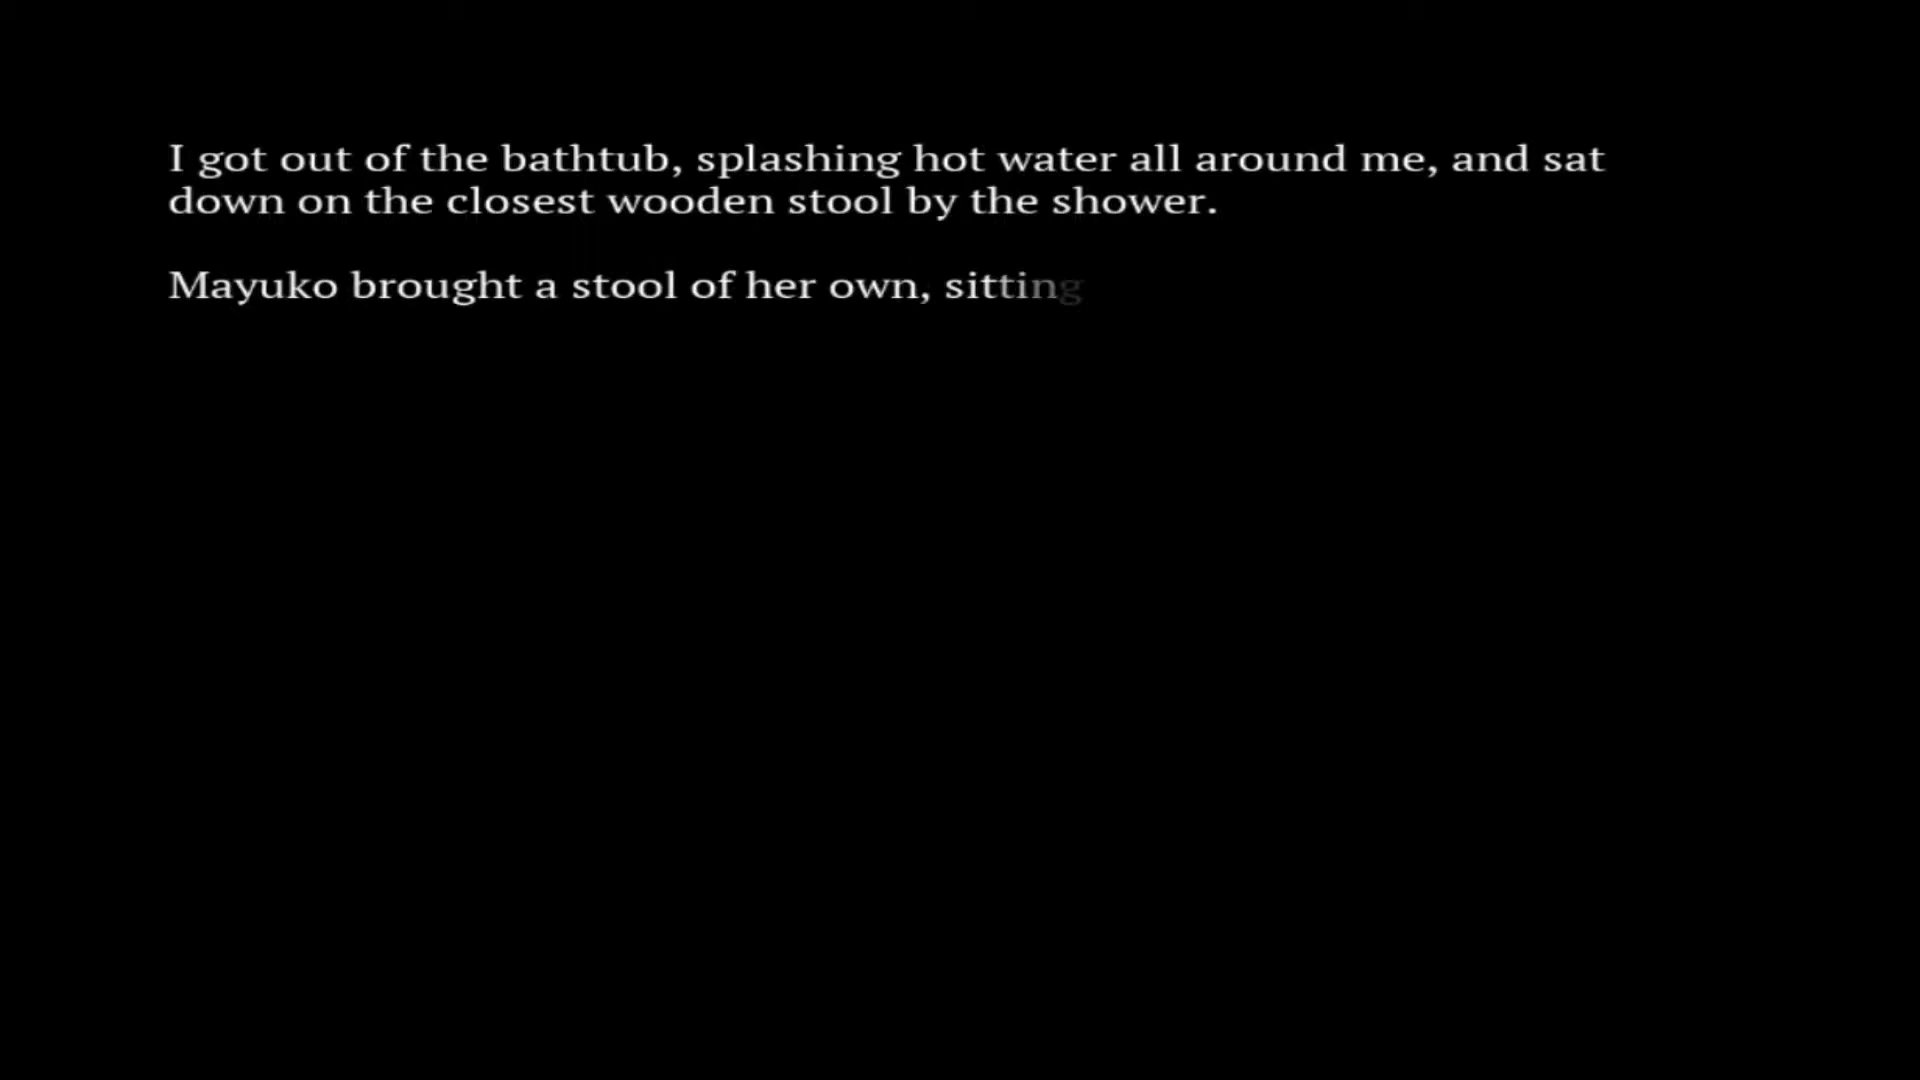 I got out of the bathtub, splashing hot water all around me, and sat
down on the closest wooden stool by the shower.
Mayuko brought a stool of her own, sitting